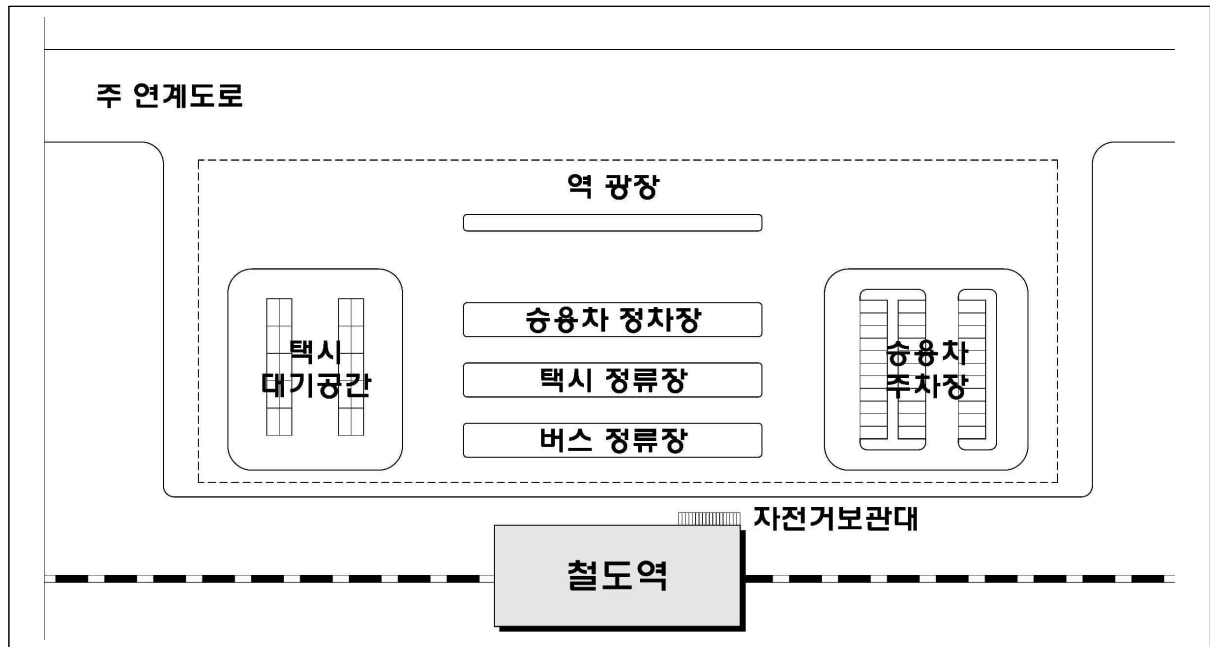 주 연계도로
역 광장
승용차 정차장
택시
대기공간
택시 정류장
승용차
주차장
버스 정류장
자전거보관대
철도역